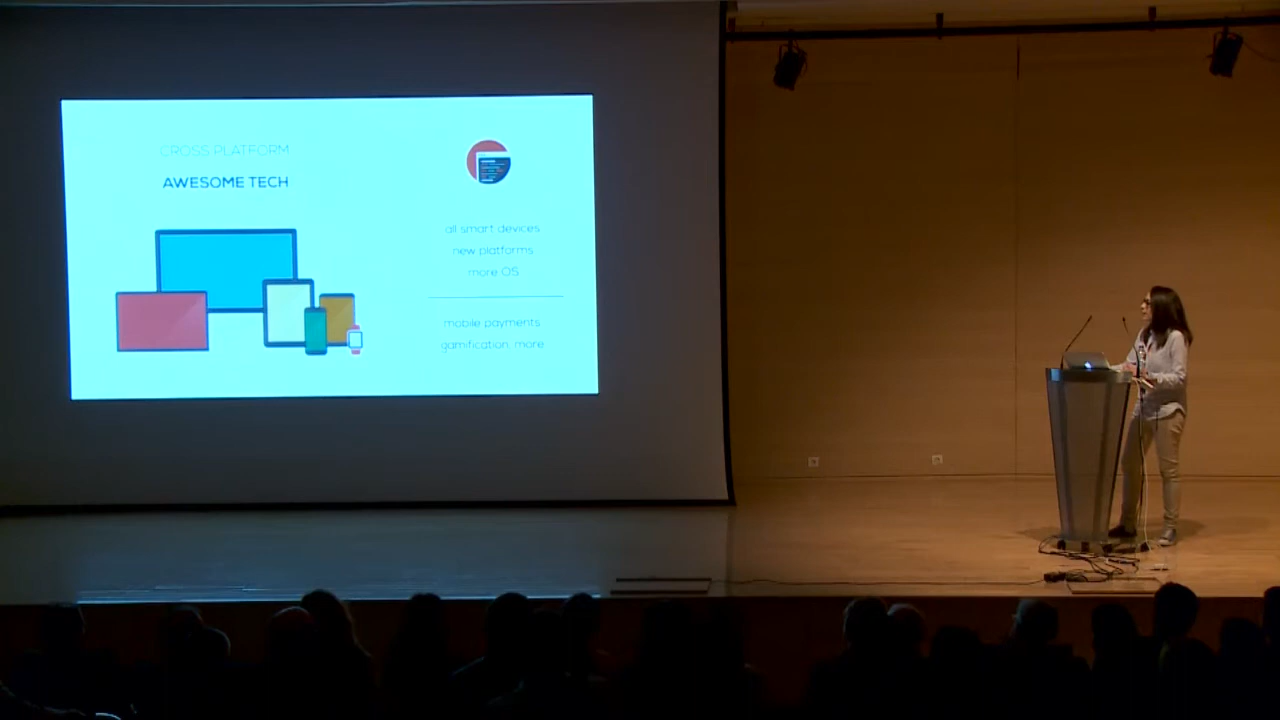 CROSS PLATFORM
AWESOME TECH
all smart devices
new platforms
more OS
mobile payments
gamification, more